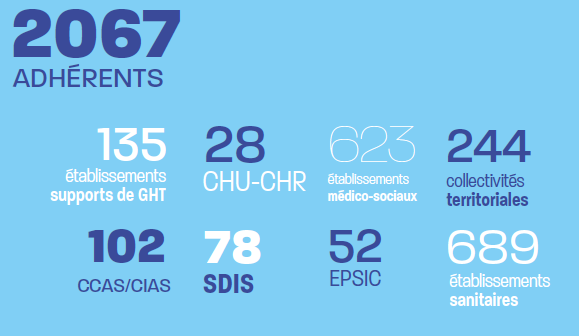 2067
ADHÉRENTS
135
établissements
supports de GHT
28
CHU-CHR
623
établissements
médico-sociaux
244
collectivités
territoriales
102
CCAS/CIAS
78
SDIS
52
EPSIC
689
établissements
sanitaires